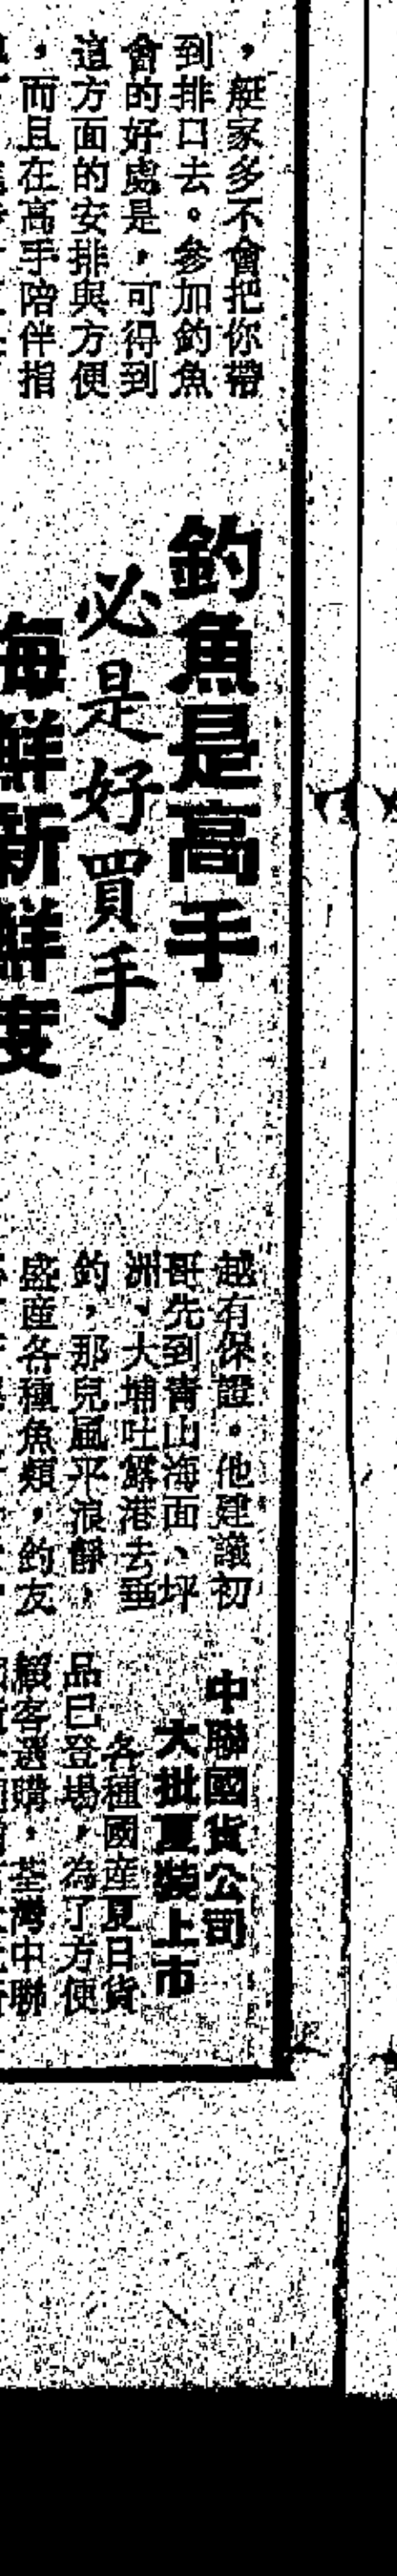 ，艇家多不會把你帶
到排口去。參加釣魚
會的好處是，可得到
這方面的安排與方便
，而且在高手陪伴指
釣魚是高手
必是好買手
海鮮新鮮度
越有保證。他建議初
哥先到青山海面、坪
洲、大埔吐露港去垂
釣，那兒風平浪靜，
盛產各種魚類，釣友
中聯國貨公司
大批夏裝上市
各種國產夏日貨
品已登場，為了方便
顧客選購，荃灣中聯